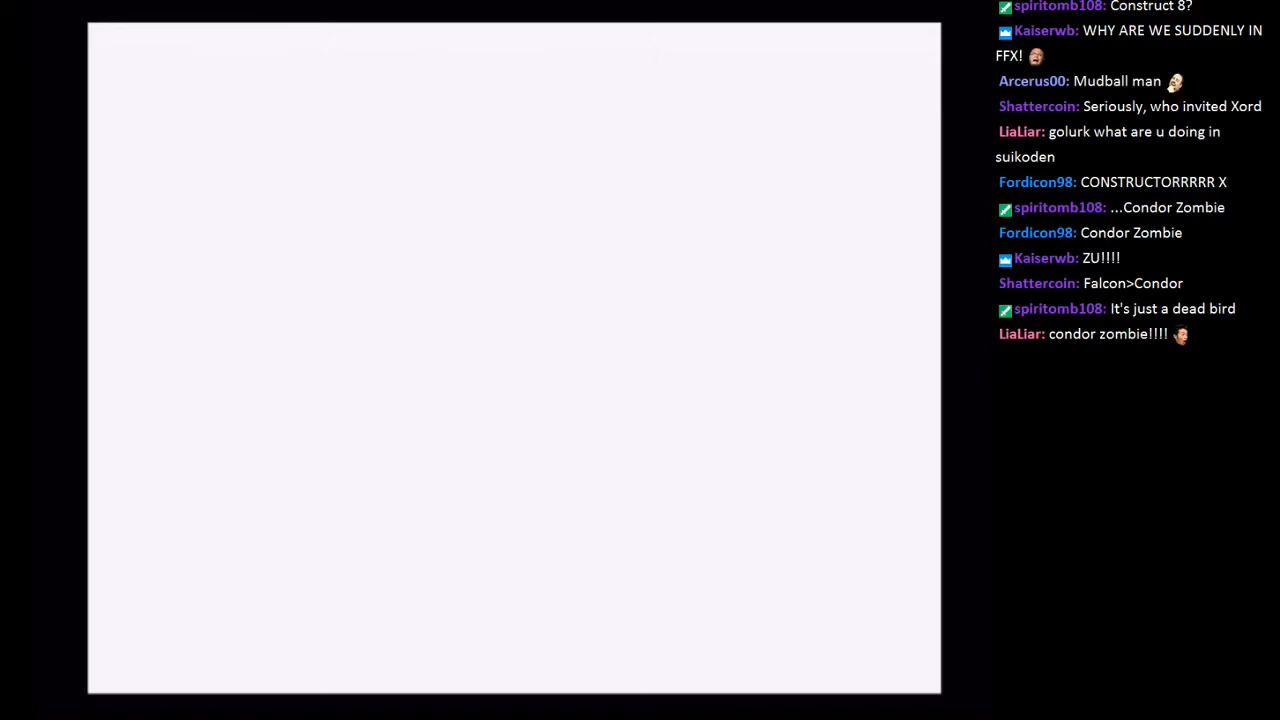 spiritomb108: Construct 8?
Kaiserwb: WHY ARE WE SUDDENLY IN
FFX!
Arcerus00: Mudball man
Shattercoin: Seriously, who invited Xord
LiaLiar: golurk what are u doing in
suikoden
Fordicon98: CONSTRUCTORRRRR X
spiritomb108: ...Condor Zombie
Fordicon98: Condor Zombie
Kaiserwb: ZU!!!!
Shattercoin: Falcon>Condor
spiritomb108: It's just a dead bird
LiaLiar: condor zombie!!!!